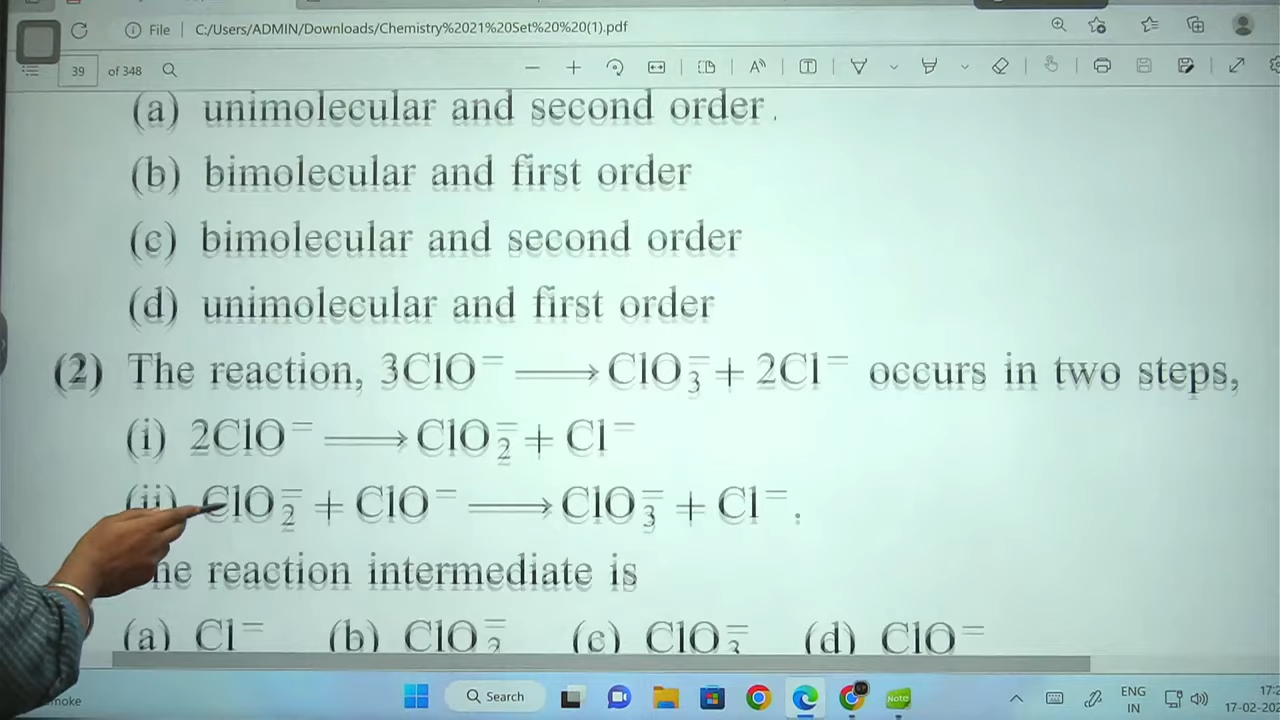 File | C:/Users/ADMIN/Downloads/Chemistry%2021%20Set%20%20(1).pdf
39 of 348
(a) unimolecular and second order.
(b) bimolecular and first order
(c) bimolecular and second order
(d) unimolecular and first order
(2) The reaction, 3ClO⁻ ⟶ ClO₃⁻ + 2Cl⁻ occurs in two steps,
(i) 2ClO⁻ ⟶ ClO₂⁻ + Cl⁻
(ii) ClO₂⁻ + ClO⁻ ⟶ ClO₃⁻ + Cl⁻.
he reaction intermediate is
(a) Cl⁻ (b) ClO₂⁻ (c) ClO₃⁻ (d) ClO⁻
Search
ENG
IN
Note
17-02-202